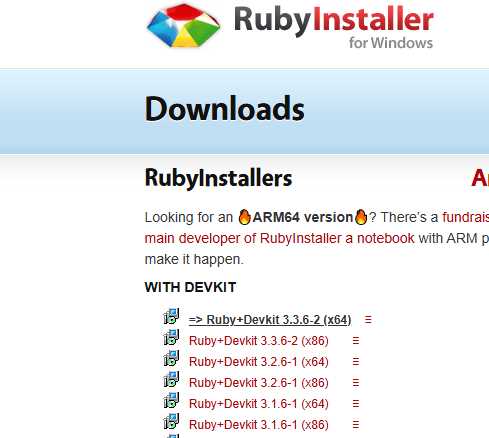 RubyInstaller
for Windows
Downloads
RubyInstallers
Looking for an 🔥ARM64 version🔥? There's a
main developer of RubyInstaller a notebook with ARM
make it happen.
WITH DEVKIT
=> Ruby+Devkit 3.3.6-2 (x64) ≡
Ruby+Devkit 3.3.6-2 (x86) ≡
Ruby+Devkit 3.2.6-1 (x64) ≡
Ruby+Devkit 3.2.6-1 (x86) ≡
Ruby+Devkit 3.1.6-1 (x64) ≡
Ruby+Devkit 3.1.6-1 (x86) ≡